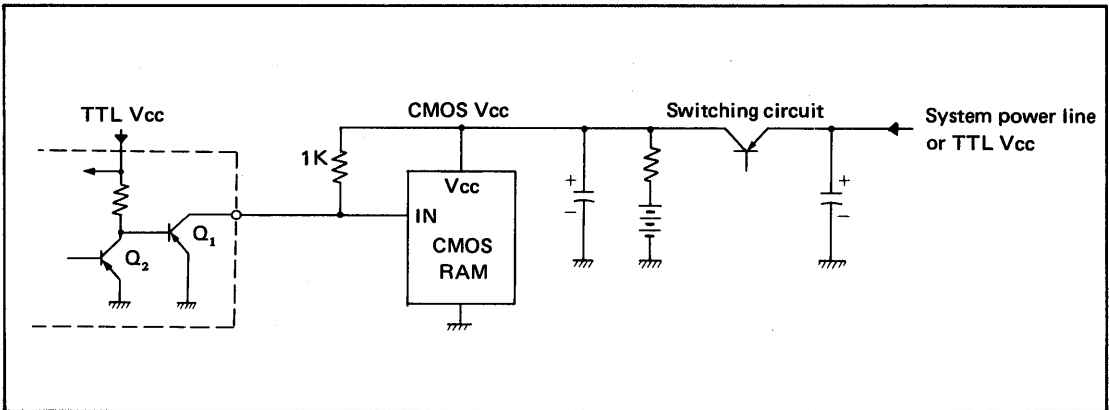 TTL Vcc
CMOS Vcc
Switching circuit
System power line
or TTL Vcc
1K
Vcc
IN
CMOS
RAM
Q1
Q2
+
−
+
−